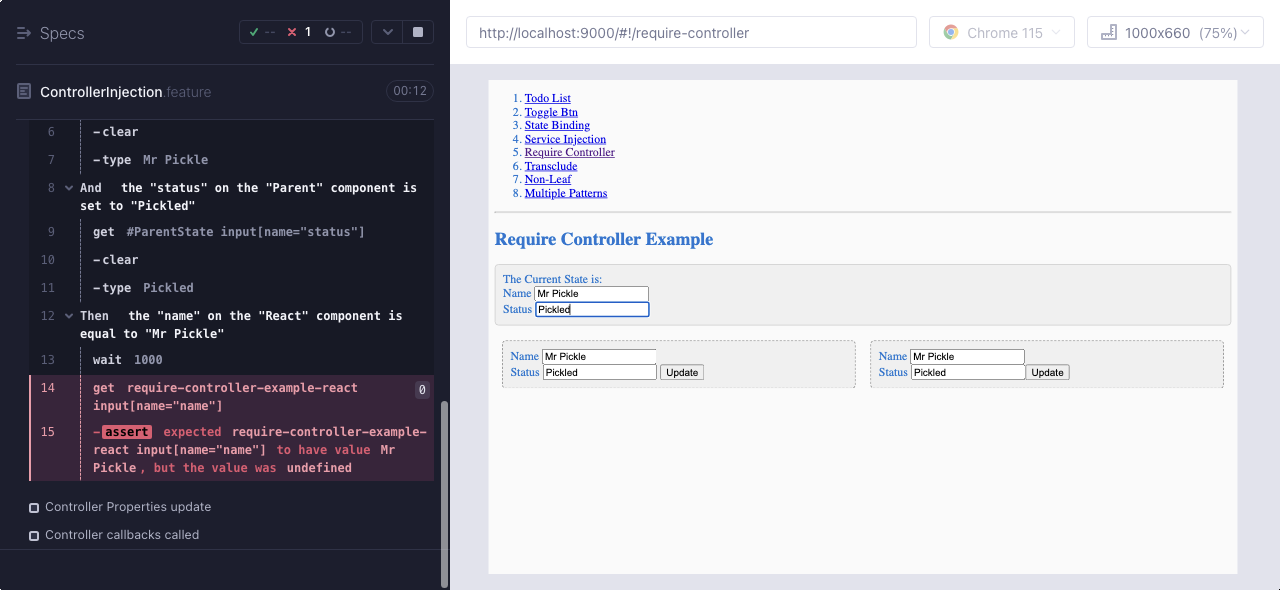 Specs
-- 1 --
ControllerInjection.feature 00:12
6 -clear
7 -type Mr Pickle
8 And the "status" on the "Parent" component is
set to "Pickled"
9 get #ParentState input[name="status"]
10 -clear
11 -type Pickled
12 Then the "name" on the "React" component is
equal to "Mr Pickle"
13 wait 1000
14 get require-controller-example-react 0
input[name="name"]
15 -assert expected require-controller-example-
react input[name="name"] to have value Mr
Pickle, but the value was undefined
Controller Properties update
Controller callbacks called
http://localhost:9000/#!/require-controller
Chrome 115
1000x660 (75%)
1. Todo List
2. Toggle Btn
3. State Binding
4. Service Injection
5. Require Controller
6. Transclude
7. Non-Leaf
8. Multiple Patterns
Require Controller Example
The Current State is:
Name Mr Pickle
Status Pickled
Name Mr Pickle
Status Pickled Update
Name Mr Pickle
Status Pickled Update